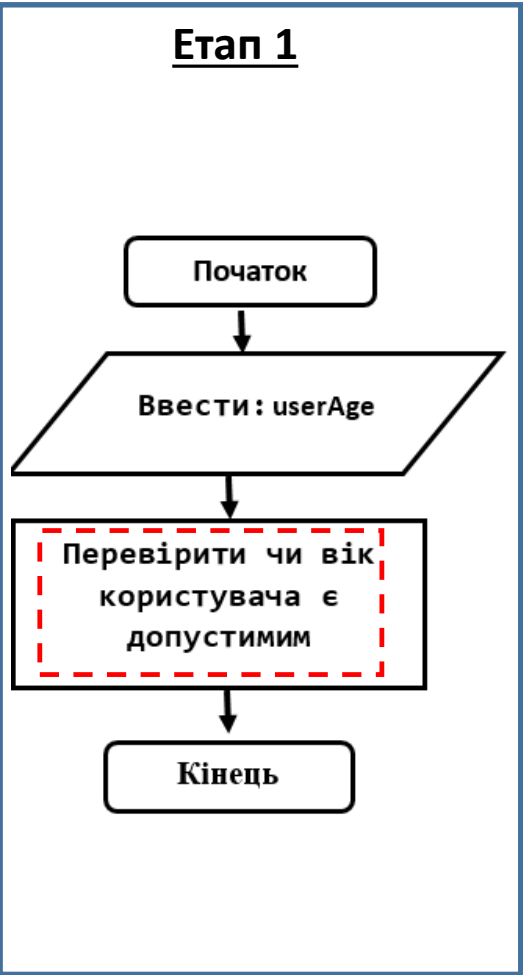 Етап 1
Початок
Ввести: userAge
Перевірити чи вік
користувача є
допустимим
Кінець